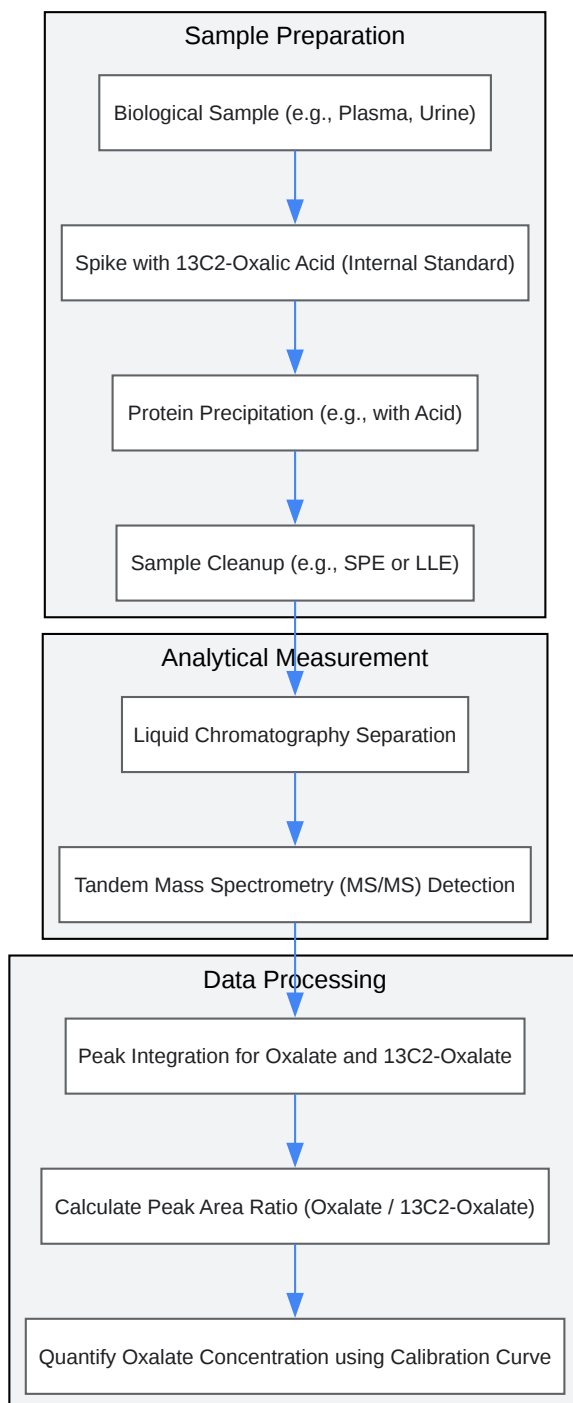 Sample Preparation
Biological Sample (e.g., Plasma, Urine)
Spike with 13C2-Oxalic Acid (Internal Standard)
Protein Precipitation (e.g., with Acid)
Sample Cleanup (e.g., SPE or LLE)
Analytical Measurement
Liquid Chromatography Separation
Tandem Mass Spectrometry (MS/MS) Detection
Data Processing
Peak Integration for Oxalate and 13C2-Oxalate
Calculate Peak Area Ratio (Oxalate / 13C2-Oxalate)
Quantify Oxalate Concentration using Calibration Curve